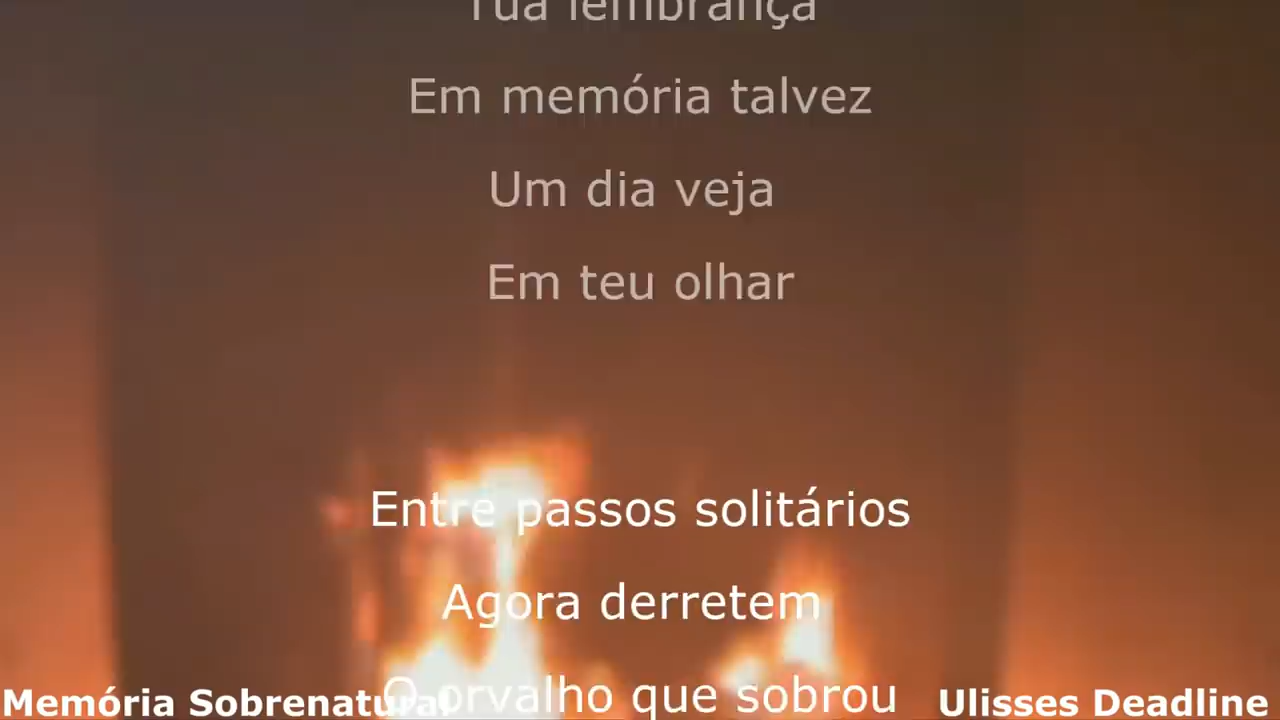 Tua lembrança
Em memória talvez
Um dia veja
Em teu olhar
Entre passos solitários
Agora derretem
O orvalho que sobrou
Memória Sobrenatural
Ulisses Deadline